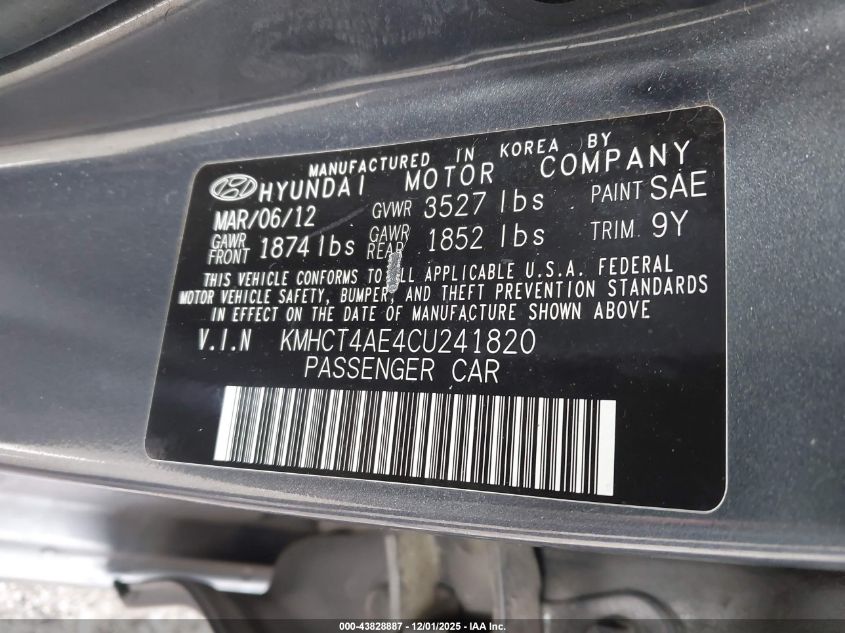 MANUFACTURED IN KOREA BY
HYUNDAI MOTOR COMPANY
MAR/06/12 GVWR 3527 lbs PAINT SAE
GAWR FRONT 1874 lbs GAWR REAR 1852 lbs TRIM. 9Y
THIS VEHICLE CONFORMS TO ALL APPLICABLE U.S.A. FEDERAL
MOTOR VEHICLE SAFETY, BUMPER, AND THEFT PREVENTION STANDARDS
IN EFFECT ON THE DATE OF MANUFACTURE SHOWN ABOVE
V.I.N KMHCT4AE4CU241820
PASSENGER CAR
000-43828887 - 12/01/2025 - IAA Inc.